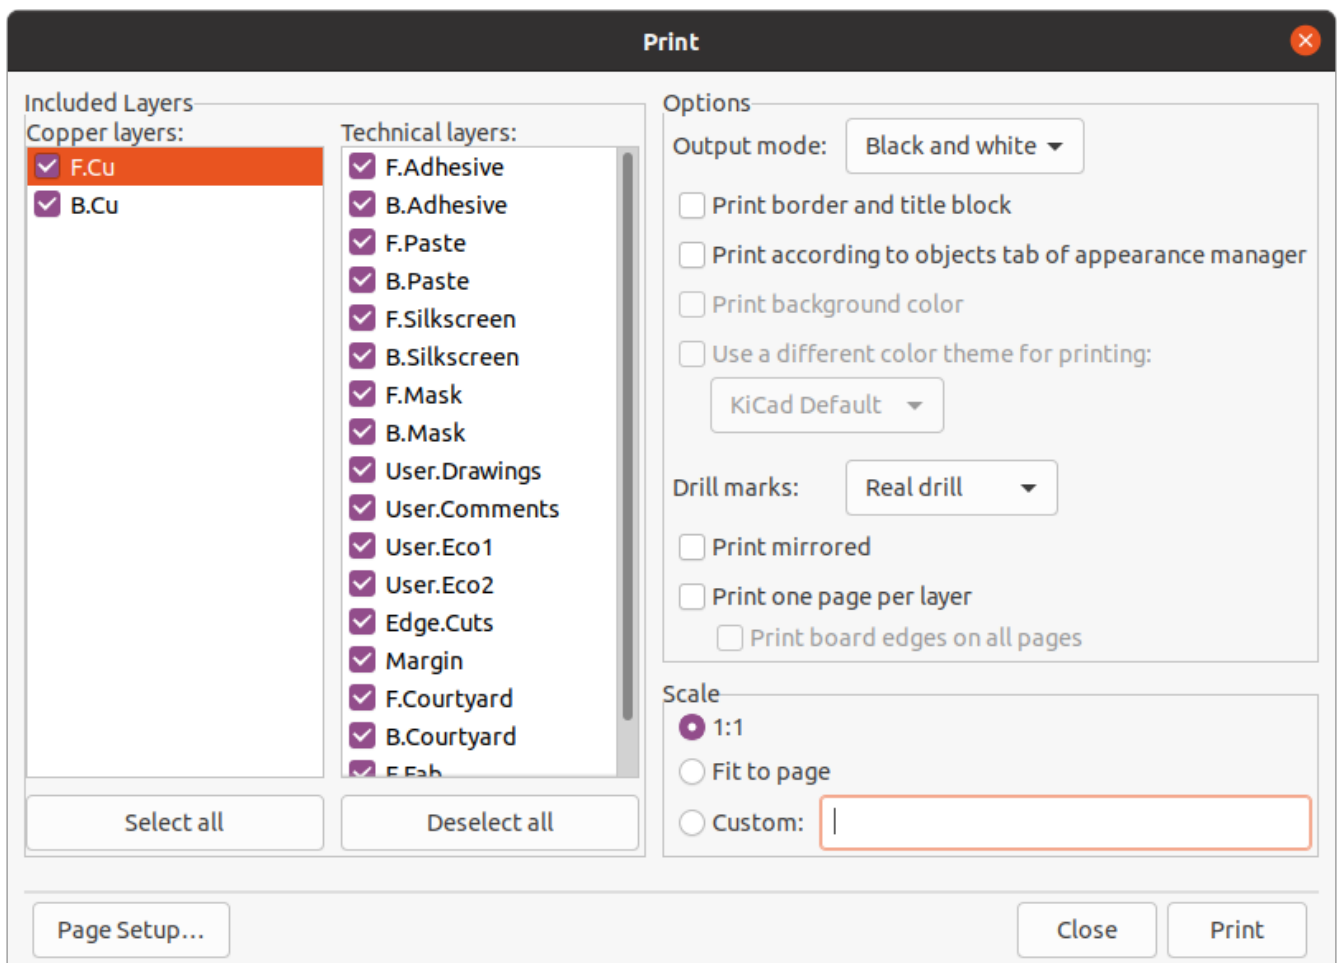 Print
Included Layers
Copper layers:
F.Cu
B.Cu
Select all
Technical layers:
F.Adhesive
B.Adhesive
F.Paste
B.Paste
F.Silkscreen
B.Silkscreen
F.Mask
B.Mask
User.Drawings
User.Comments
User.Eco1
User.Eco2
Edge.Cuts
Margin
F.Courtyard
B.Courtyard
F.Fab
Deselect all
Options
Output mode: Black and white
Print border and title block
Print according to objects tab of appearance manager
Print background color
Use a different color theme for printing:
KiCad Default
Drill marks: Real drill
Print mirrored
Print one page per layer
Print board edges on all pages
Scale
1:1
Fit to page
Custom:
Page Setup...
Close
Print